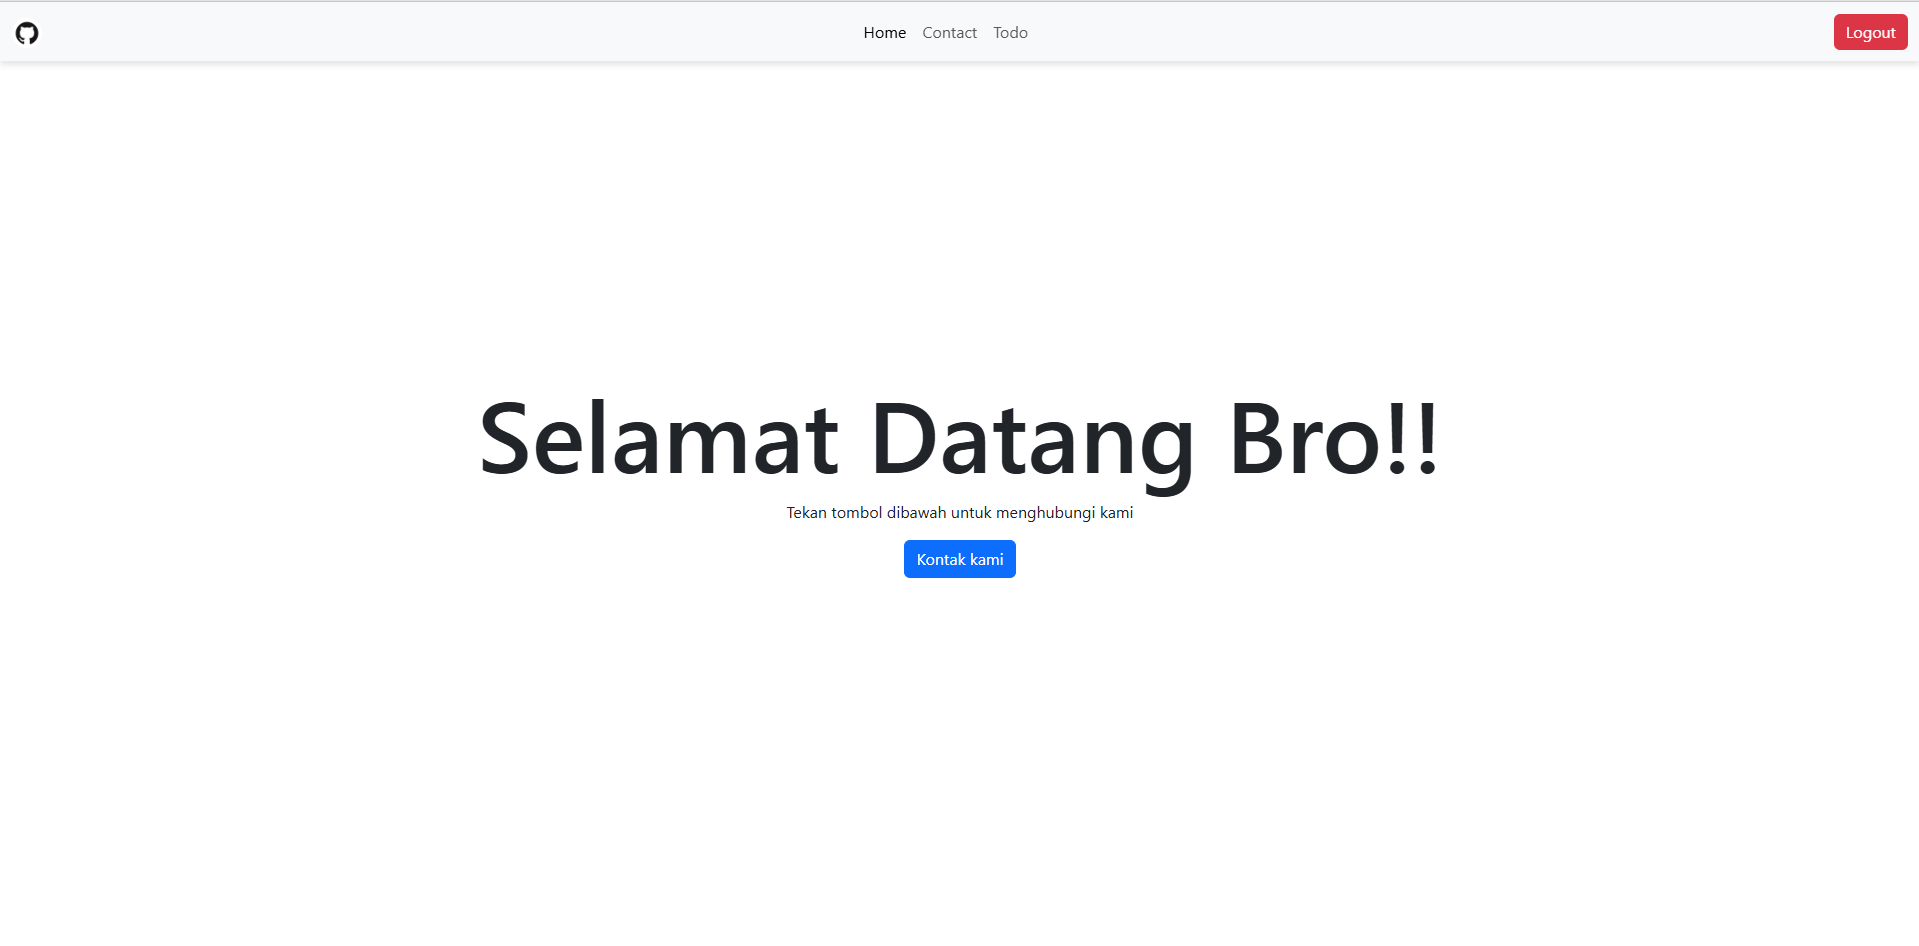 Home Contact Todo Logout
Selamat Datang Bro!!
Tekan tombol dibawah untuk menghubungi kami
Kontak kami